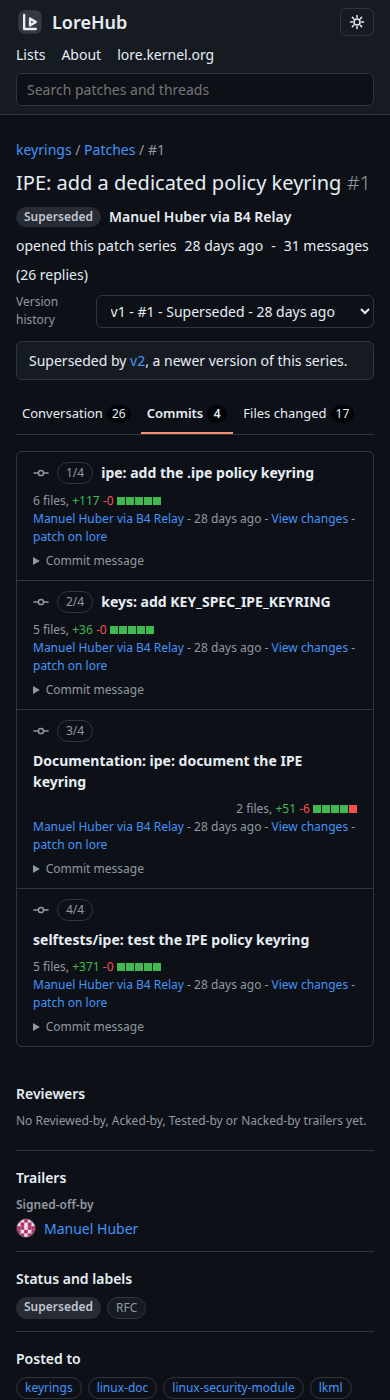 LoreHub
Lists About lore.kernel.org
Search patches and threads
keyrings / Patches / #1
IPE: add a dedicated policy keyring #1
Superseded Manuel Huber via B4 Relay
opened this patch series 28 days ago - 31 messages
(26 replies)
Version
history
v1 - #1 - Superseded - 28 days ago
Superseded by v2, a newer version of this series.
Conversation 26 Commits 4 Files changed 17
1/4 ipe: add the .ipe policy keyring
6 files, +117 -0
Manuel Huber via B4 Relay - 28 days ago - View changes -
patch on lore
Commit message
2/4 keys: add KEY_SPEC_IPE_KEYRING
5 files, +36 -0
Manuel Huber via B4 Relay - 28 days ago - View changes -
patch on lore
Commit message
3/4
Documentation: ipe: document the IPE
keyring
2 files, +51 -6
Manuel Huber via B4 Relay - 28 days ago - View changes -
patch on lore
Commit message
4/4
selftests/ipe: test the IPE policy keyring
5 files, +371 -0
Manuel Huber via B4 Relay - 28 days ago - View changes -
patch on lore
Commit message
Reviewers
No Reviewed-by, Acked-by, Tested-by or Nacked-by trailers yet.
Trailers
Signed-off-by
Manuel Huber
Status and labels
Superseded RFC
Posted to
keyrings linux-doc linux-security-module lkml